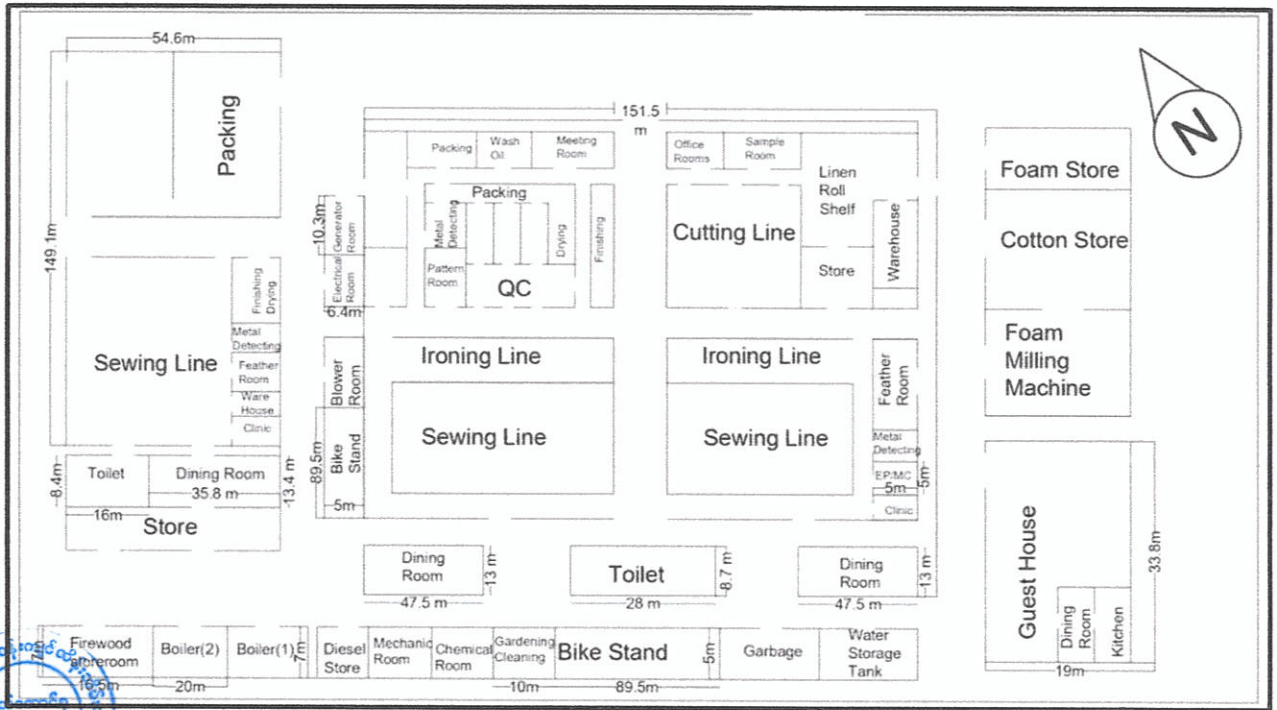 54.6m
Packing
149.1m
Sewing Line
Finishing
Drying
Metal
Detecting
Feather
Room
Ware
House
Clinic
8.4m
Toilet
16m
Dining Room
35.8 m
13.4 m
Store
151.5
m
Packing
Wash
Oil
Meeting
Room
Office
Rooms
Sample
Room
Linen
Roll
Shelf
10.3m
Generator
Room
Electrical
Room
6.4m
Packing
Metal
Detecting
Drying
Finishing
Pattern
Room
QC
Cutting Line
Store
Warehouse
Blower
Room
Ironing Line
Ironing Line
Feather
Room
89.5m
Bike
Stand
5m
Sewing Line
Sewing Line
Metal
Detecting
EP/MC
5m
5m
Clinic
Dining
Room
13 m
47.5 m
Toilet
8.7 m
28 m
Dining
Room
13 m
47.5 m
N
Foam Store
Cotton Store
Foam
Milling
Machine
Guest House
33.8m
Dining
Room
Kitchen
19m
7m
Firewood
storeroom
16.5m
Boiler(2)
20m
Boiler(1)
7m
Diesel
Store
Mechanic
Room
Chemical
Room
Gardening
Cleaning
10m
Bike Stand
89.5m
5m
Garbage
Water
Storage
Tank